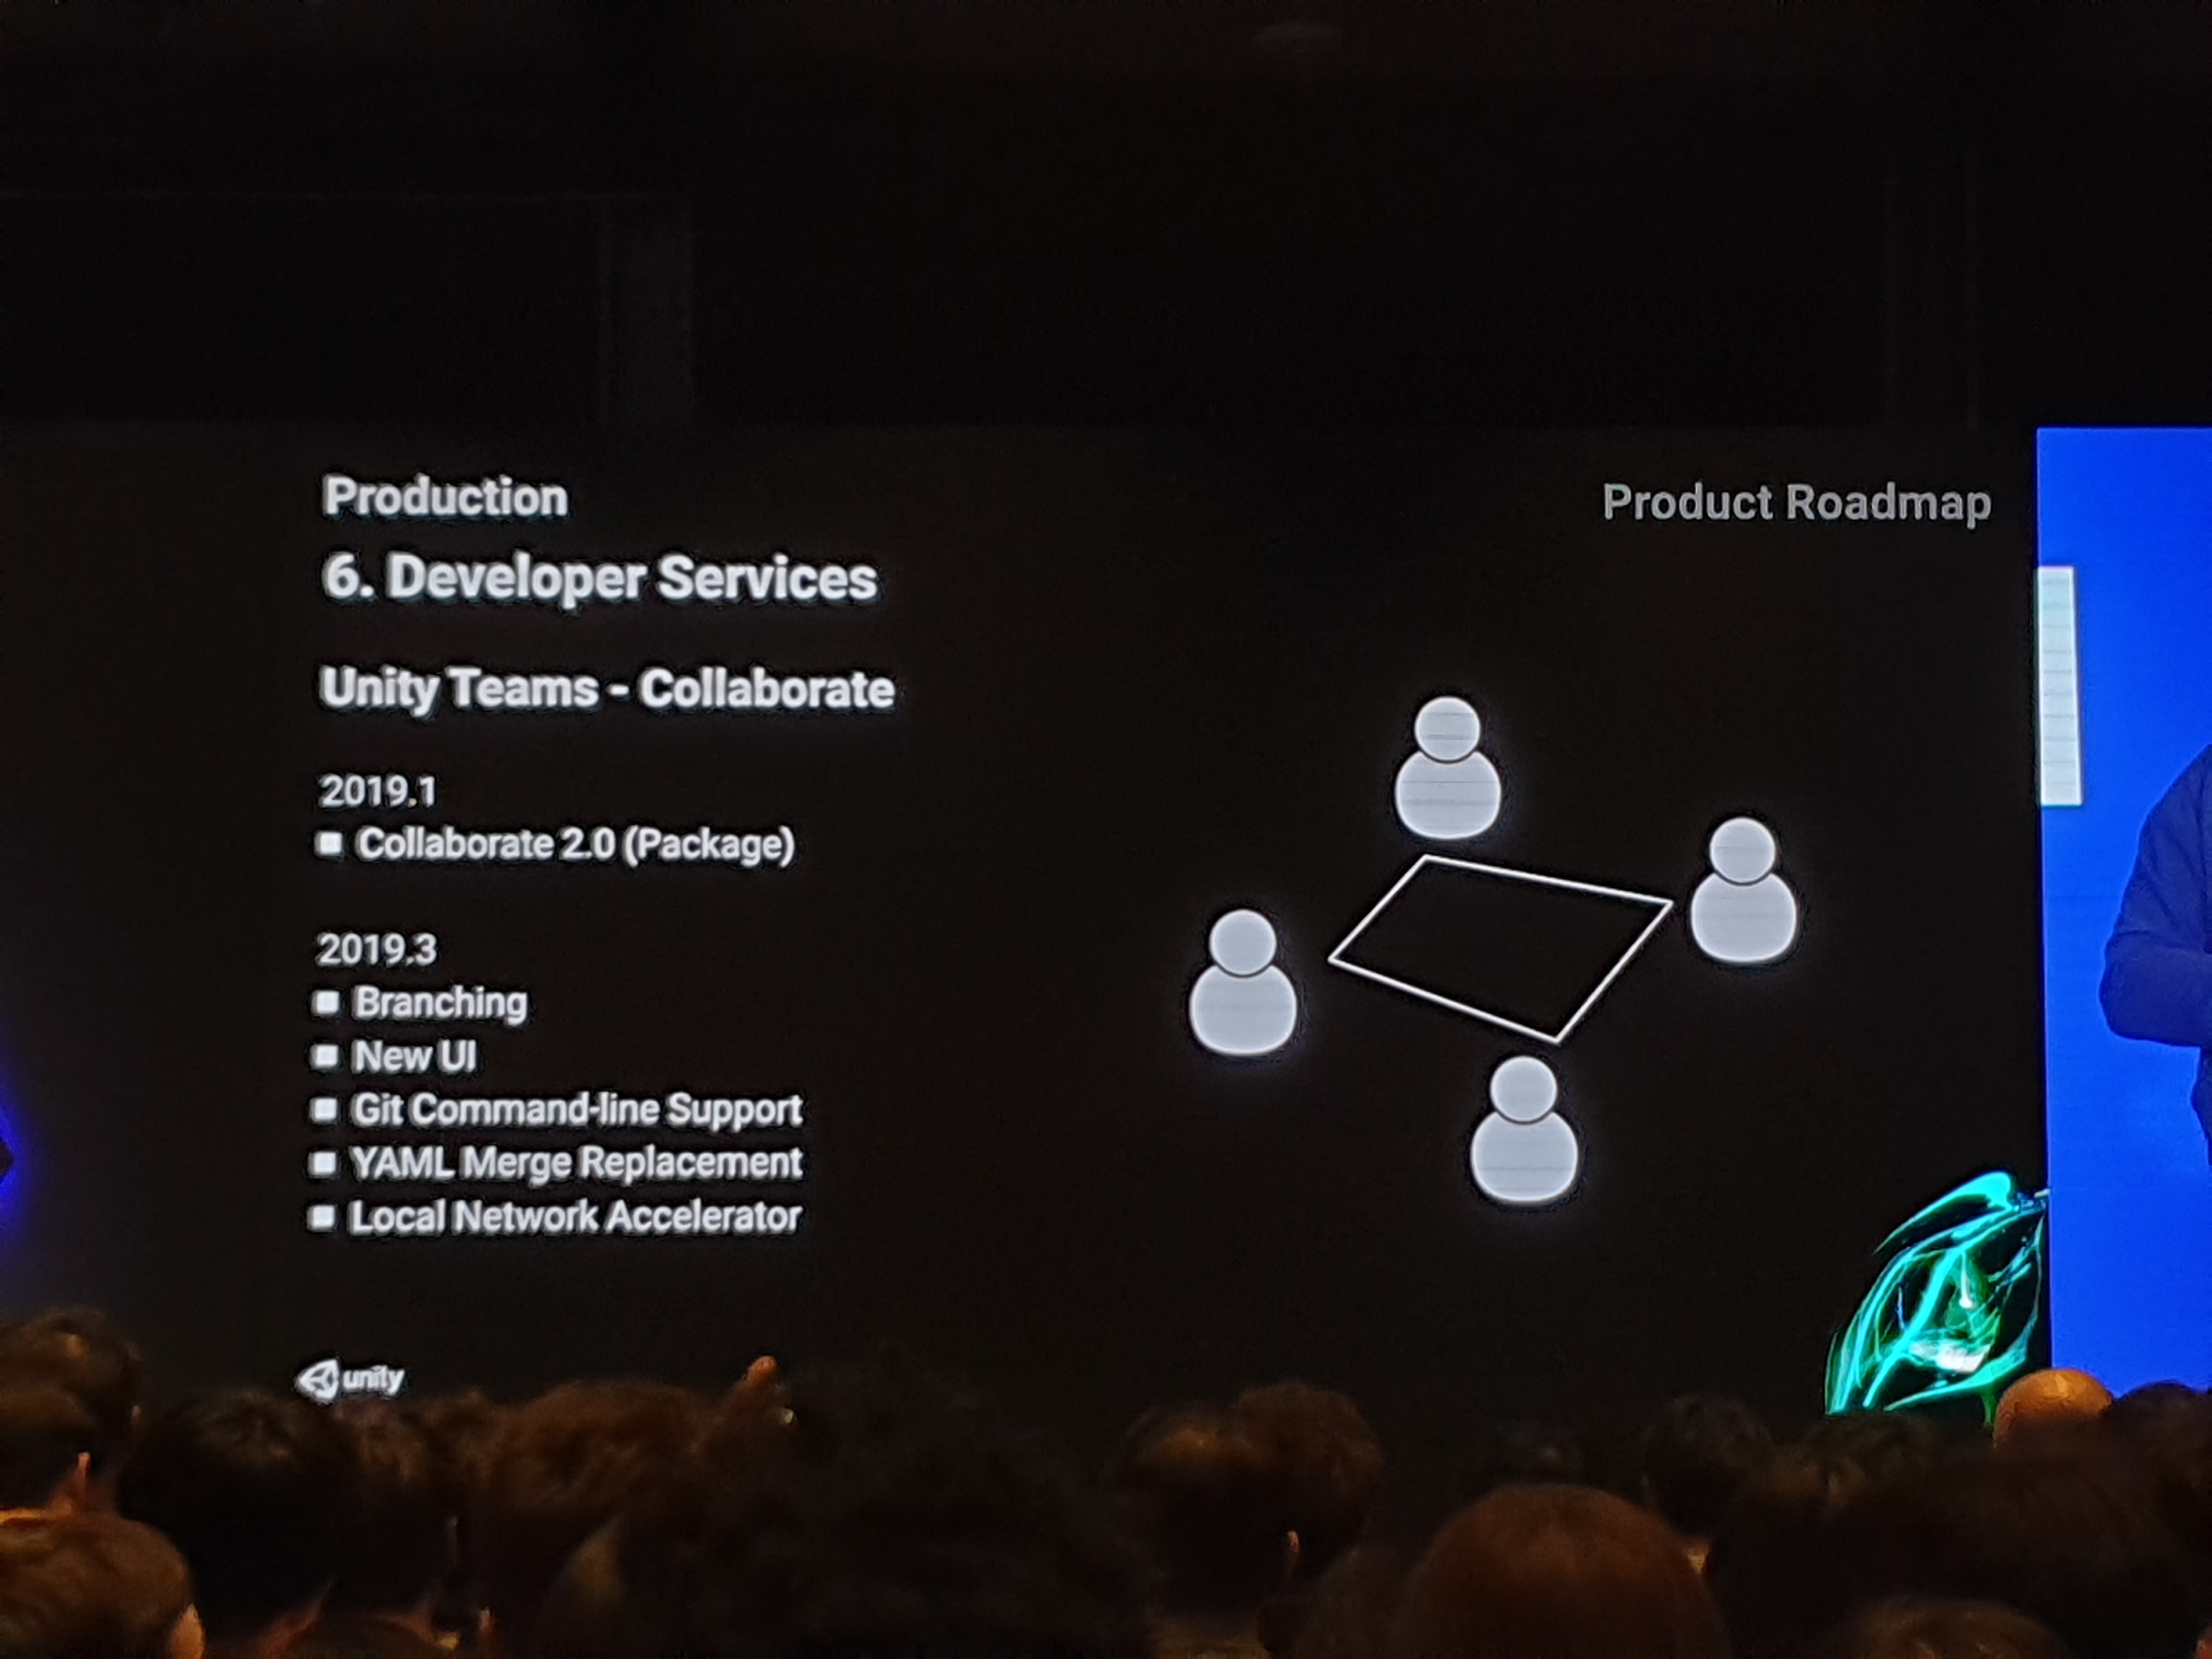 Production
Product Roadmap
6. Developer Services
Unity Teams - Collaborate
2019.1
Collaborate 2.0 (Package)
2019.3
Branching
New UI
Git Command-line Support
YAML Merge Replacement
Local Network Accelerator
unity